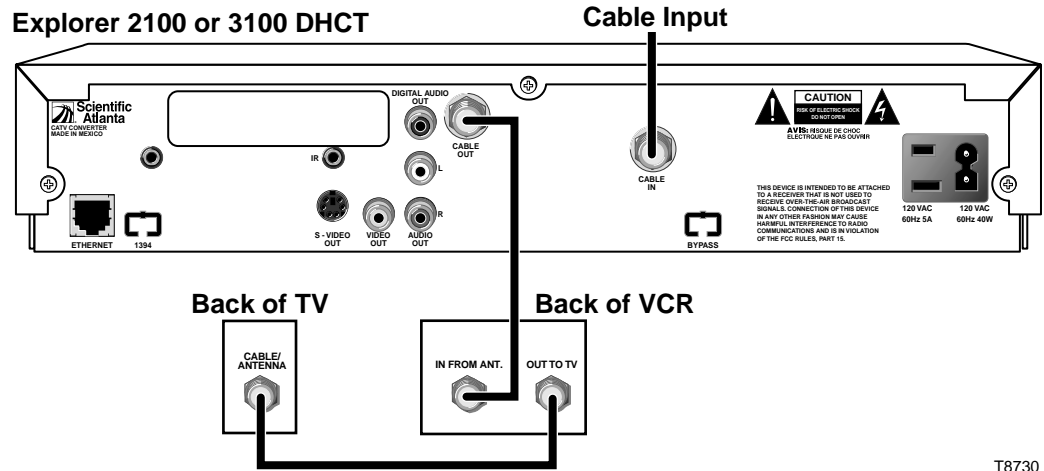 Explorer 2100 or 3100 DHCT
Cable Input
Scientific
Atlanta
CATV CONVERTER
MADE IN MEXICO
DIGITAL AUDIO
OUT
CABLE
OUT
IR
L
R
ETHERNET
1394
S - VIDEO
OUT
VIDEO
OUT
AUDIO
OUT
CABLE
IN
BYPASS
CAUTION
RISK OF ELECTRIC SHOCK
DO NOT OPEN
AVIS: RISQUE DE CHOC
ELECTRIQUE NE PAS OUVRIR
THIS DEVICE IS INTENDED TO BE ATTACHED
TO A RECEIVER THAT IS NOT USED TO
RECEIVE OVER-THE-AIR BROADCAST
SIGNALS. CONNECTION OF THIS DEVICE
IN ANY OTHER FASHION MAY CAUSE
HARMFUL INTERFERENCE TO RADIO
COMMUNICATIONS AND IS IN VIOLATION
OF THE FCC RULES, PART 15.
120 VAC
60Hz 5A
120 VAC
60Hz 40W
Back of TV
Back of VCR
CABLE/
ANTENNA
IN FROM ANT.
OUT TO TV
T8730